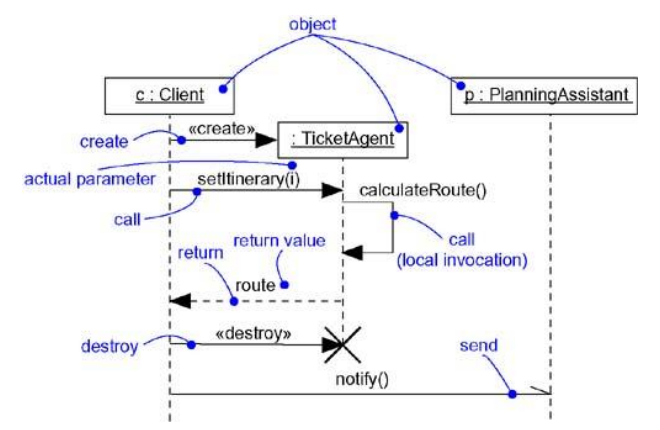 object
c : Client
p : PlanningAssistant
create
«create»
: TicketAgent
actual parameter
setItinerary(i)
calculateRoute()
call
call
(local invocation)
return value
return
route
«destroy»
destroy
send
notify()